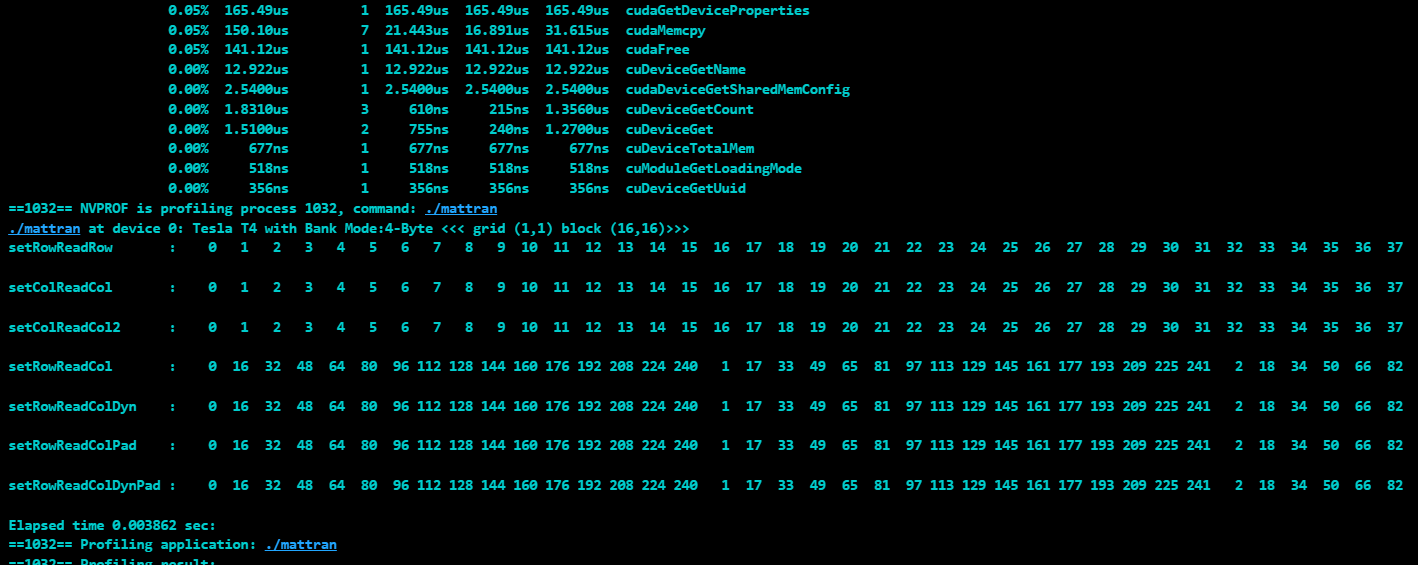 0.05% 165.49us 1 165.49us 165.49us 165.49us cudaGetDeviceProperties
0.05% 150.10us 7 21.443us 16.891us 31.615us cudaMemcpy
0.05% 141.12us 1 141.12us 141.12us 141.12us cudaFree
0.00% 12.922us 1 12.922us 12.922us 12.922us cuDeviceGetName
0.00% 2.5400us 1 2.5400us 2.5400us 2.5400us cudaDeviceGetSharedMemConfig
0.00% 1.8310us 3 610ns 215ns 1.3560us cuDeviceGetCount
0.00% 1.5100us 2 755ns 240ns 1.2700us cuDeviceGet
0.00% 677ns 1 677ns 677ns 677ns cuDeviceTotalMem
0.00% 518ns 1 518ns 518ns 518ns cuModuleGetLoadingMode
0.00% 356ns 1 356ns 356ns 356ns cuDeviceGetUuid
==1032== NVPROF is profiling process 1032, command: ./mattran
./mattran at device 0: Tesla T4 with Bank Mode:4-Byte <<< grid (1,1) block (16,16)>>>
setRowReadRow : 0 1 2 3 4 5 6 7 8 9 10 11 12 13 14 15 16 17 18 19 20 21 22 23 24 25 26 27 28 29 30 31 32 33 34 35 36 37
setColReadCol : 0 1 2 3 4 5 6 7 8 9 10 11 12 13 14 15 16 17 18 19 20 21 22 23 24 25 26 27 28 29 30 31 32 33 34 35 36 37
setColReadCol2 : 0 1 2 3 4 5 6 7 8 9 10 11 12 13 14 15 16 17 18 19 20 21 22 23 24 25 26 27 28 29 30 31 32 33 34 35 36 37
setRowReadCol : 0 16 32 48 64 80 96 112 128 144 160 176 192 208 224 240 1 17 33 49 65 81 97 113 129 145 161 177 193 209 225 241 2 18 34 50 66 82
setRowReadColDyn : 0 16 32 48 64 80 96 112 128 144 160 176 192 208 224 240 1 17 33 49 65 81 97 113 129 145 161 177 193 209 225 241 2 18 34 50 66 82
setRowReadColPad : 0 16 32 48 64 80 96 112 128 144 160 176 192 208 224 240 1 17 33 49 65 81 97 113 129 145 161 177 193 209 225 241 2 18 34 50 66 82
setRowReadColDynPad : 0 16 32 48 64 80 96 112 128 144 160 176 192 208 224 240 1 17 33 49 65 81 97 113 129 145 161 177 193 209 225 241 2 18 34 50 66 82
Elapsed time 0.003862 sec:
==1032== Profiling application: ./mattran
==1032== Profiling result: